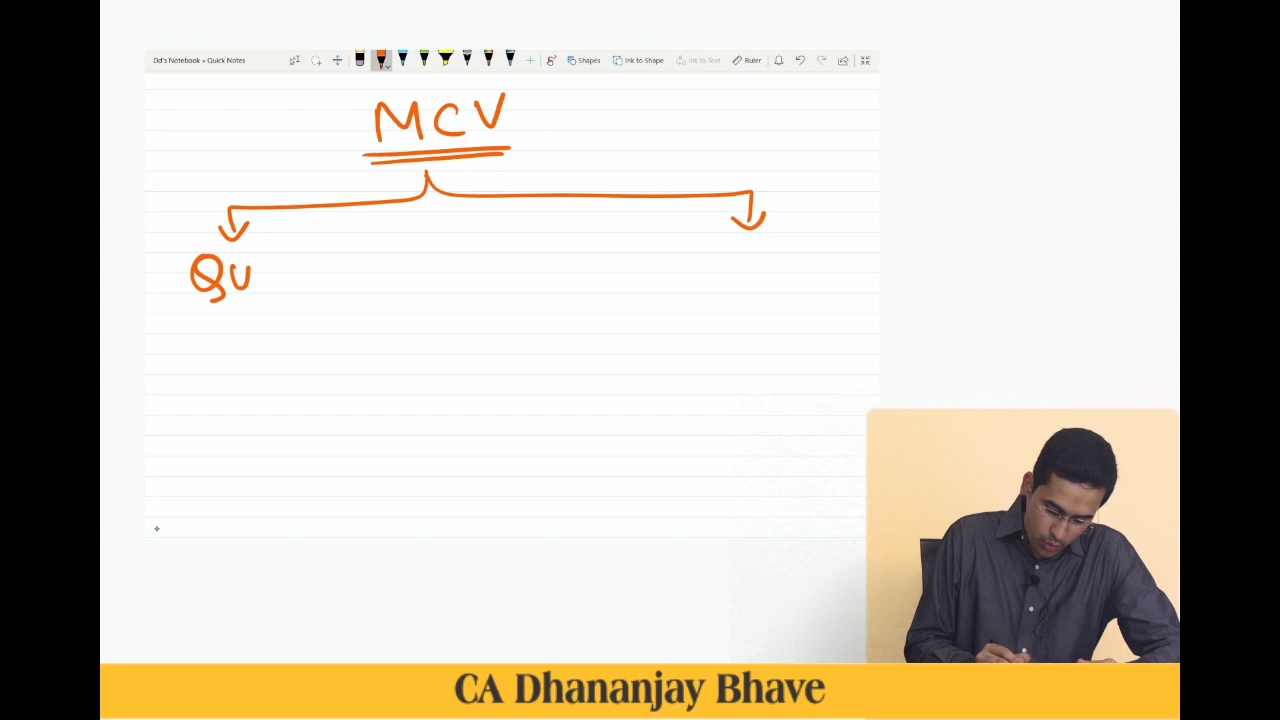 Dd's Notebook » Quick Notes
Shapes Ink to Shape Ink to Text Ruler
MCV
QU
CA Dhananjay Bhave